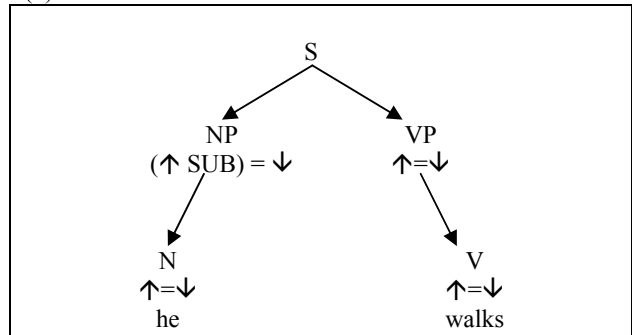 S
NP VP
(↑ SUB) = ↓ ↑=↓
N V
↑=↓ ↑=↓
he walks